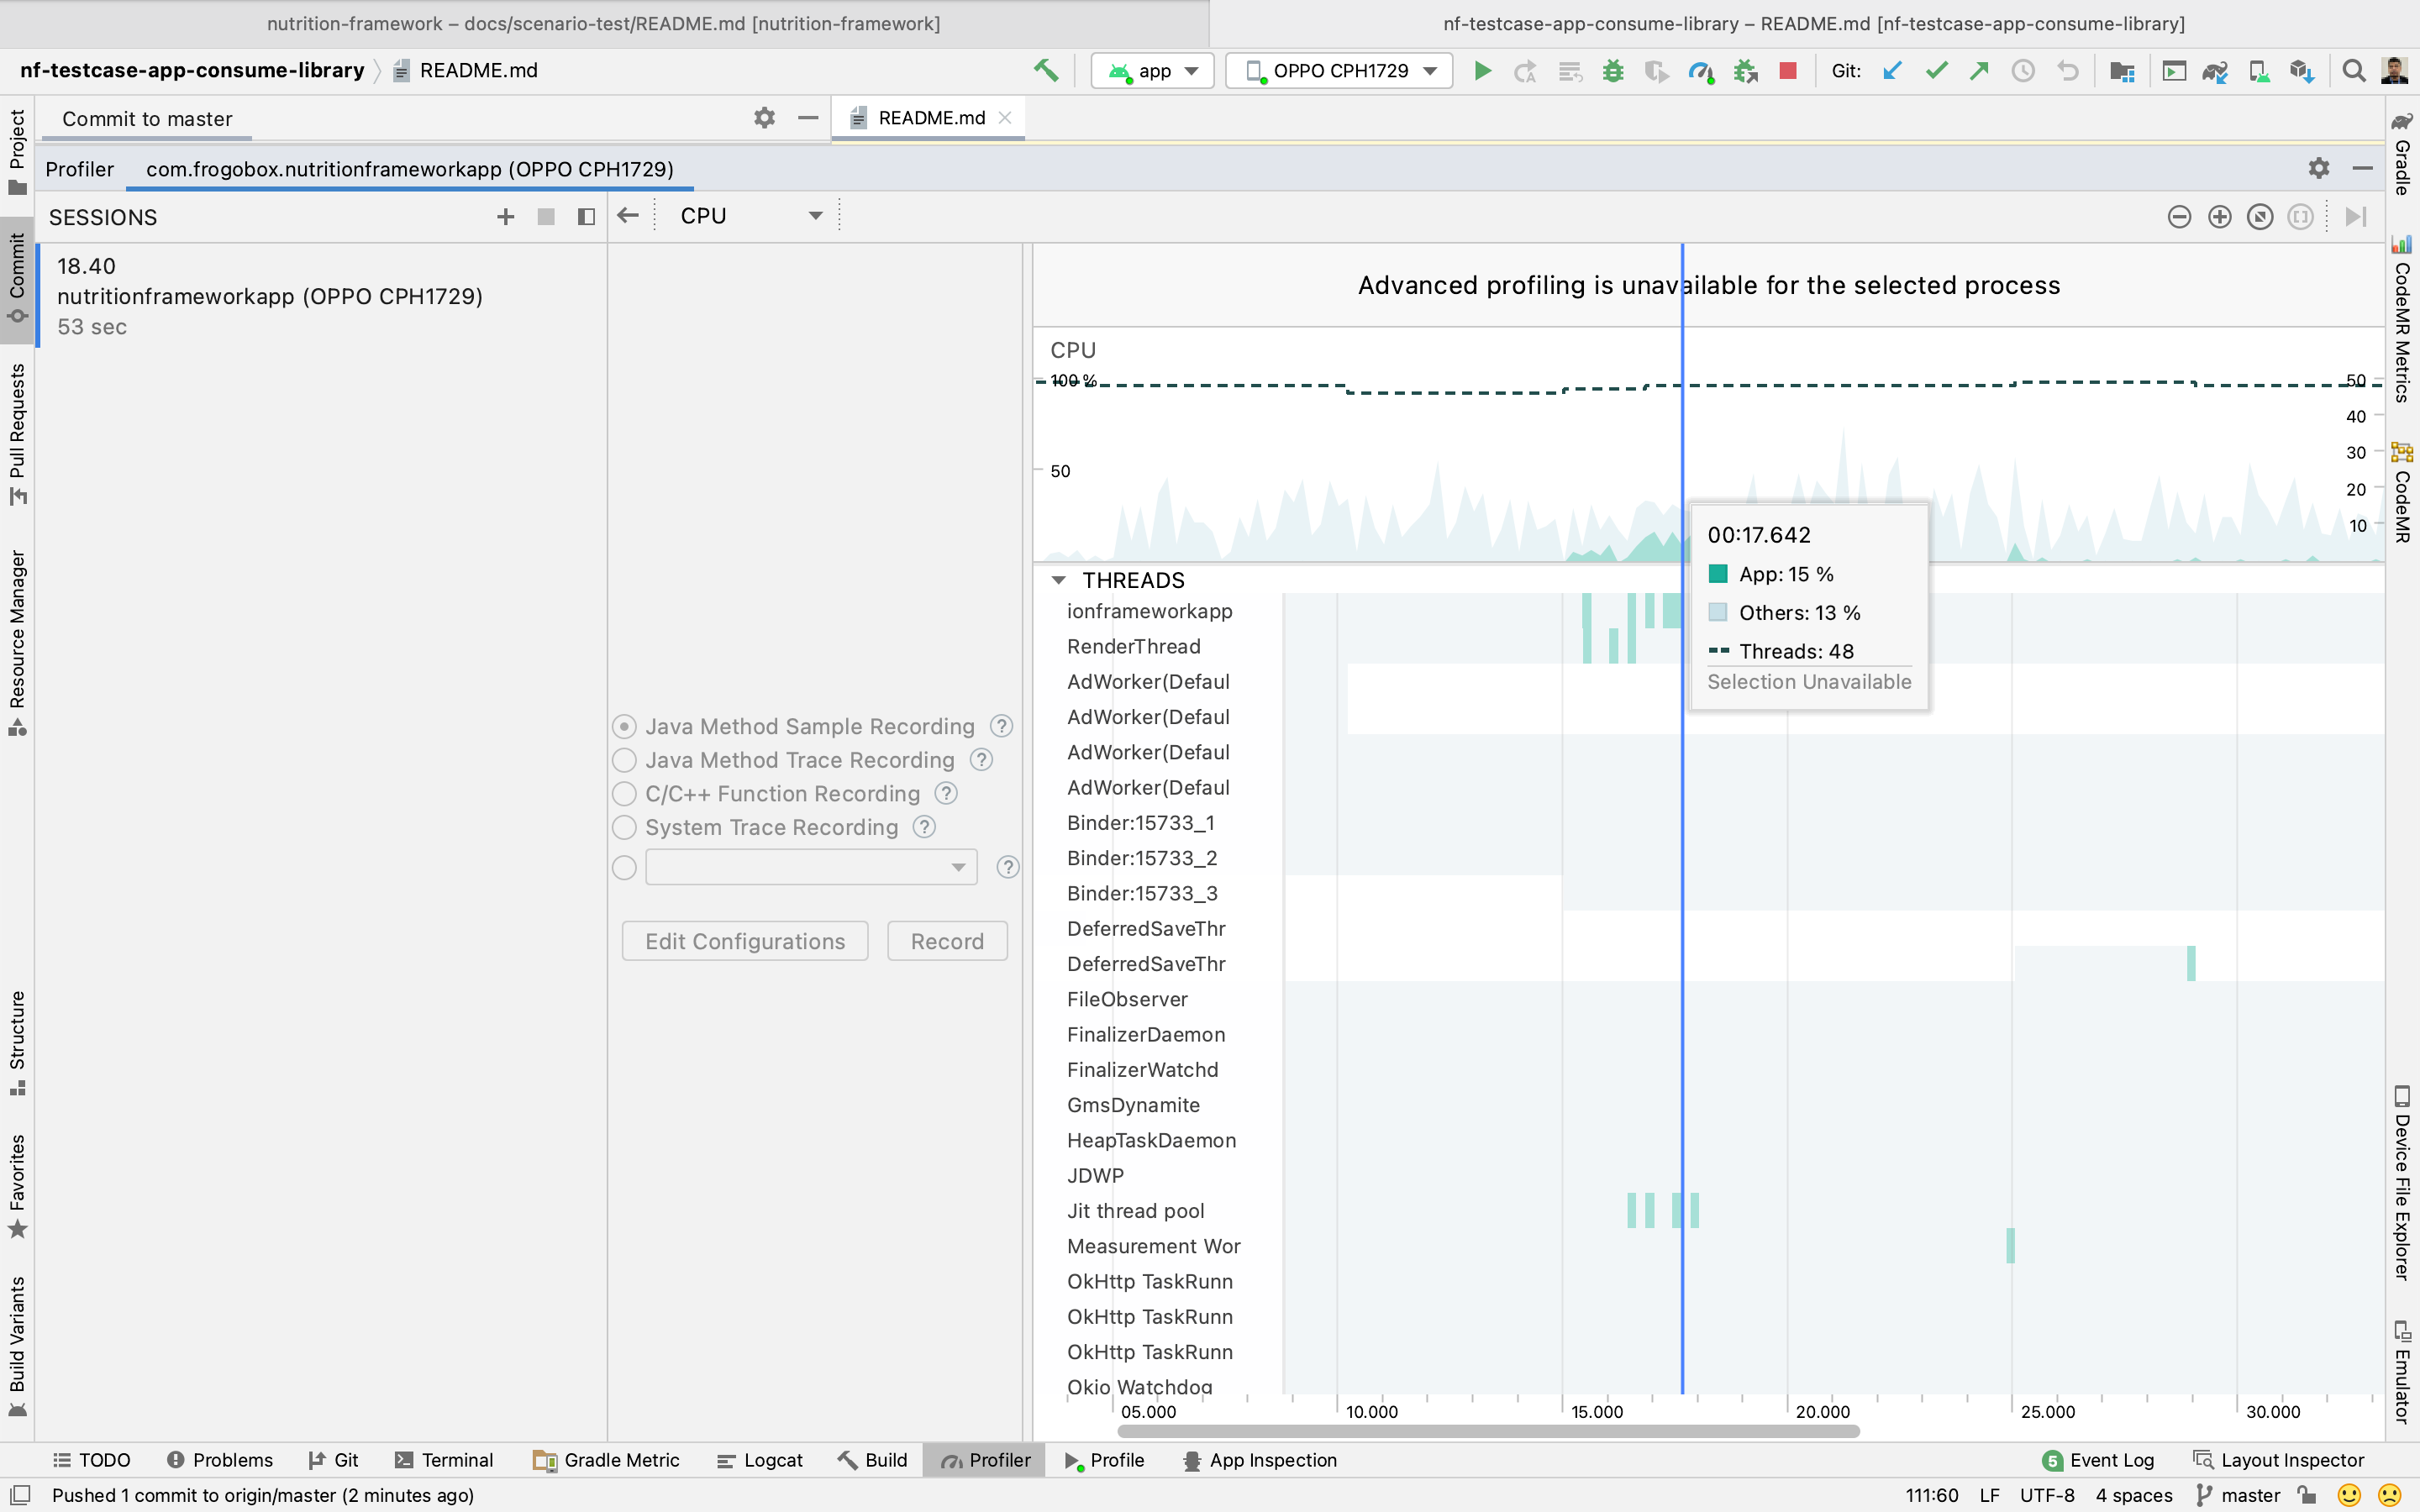 nutrition-framework – docs/scenario-test/README.md [nutrition-framework]
nf-testcase-app-consume-library – README.md [nf-testcase-app-consume-library]
nf-testcase-app-consume-library
README.md
app
OPPO CPH1729
Git:
Commit to master
README.md
Profiler
com.frogobox.nutritionframeworkapp (OPPO CPH1729)
SESSIONS
CPU
18.40
nutritionframeworkapp (OPPO CPH1729)
53 sec
Java Method Sample Recording
Java Method Trace Recording
C/C++ Function Recording
System Trace Recording
Edit Configurations
Record
Advanced profiling is unavailable for the selected process
CPU
100 %
50
50
40
30
20
10
00:17.642
App: 15 %
Others: 13 %
Threads: 48
Selection Unavailable
THREADS
ionframeworkapp
RenderThread
AdWorker(Defaul
AdWorker(Defaul
AdWorker(Defaul
AdWorker(Defaul
Binder:15733_1
Binder:15733_2
Binder:15733_3
DeferredSaveThr
DeferredSaveThr
FileObserver
FinalizerDaemon
FinalizerWatchd
GmsDynamite
HeapTaskDaemon
JDWP
Jit thread pool
Measurement Wor
OkHttp TaskRunn
OkHttp TaskRunn
OkHttp TaskRunn
Okio Watchdog
05.000
10.000
15.000
20.000
25.000
30.000
Project
Commit
Pull Requests
Resource Manager
Structure
Favorites
Build Variants
Gradle
CodeMR Metrics
CodeMR
Device File Explorer
Emulator
TODO
Problems
Git
Terminal
Gradle Metric
Logcat
Build
Profiler
Profile
App Inspection
5
Event Log
Layout Inspector
Pushed 1 commit to origin/master (2 minutes ago)
111:60
LF
UTF-8
4 spaces
master